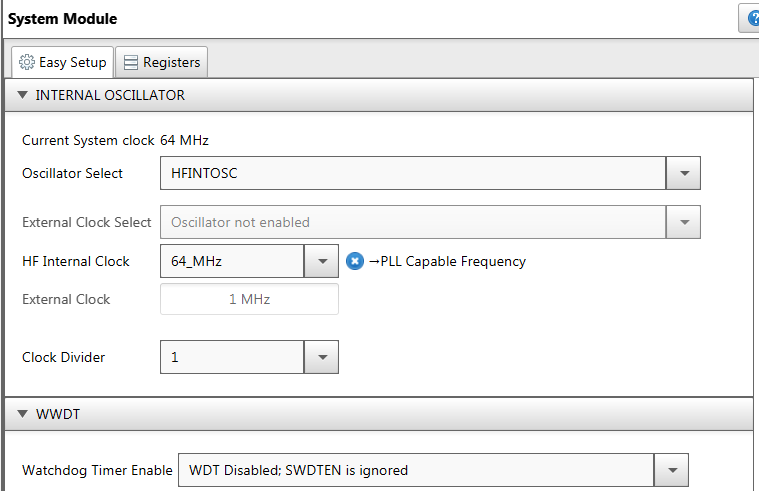 System Module
?
Easy Setup
Registers
INTERNAL OSCILLATOR
Current System clock 64 MHz
Oscillator Select HFINTOSC
External Clock Select Oscillator not enabled
HF Internal Clock 64_MHz →PLL Capable Frequency
External Clock 1 MHz
Clock Divider 1
WWDT
Watchdog Timer Enable WDT Disabled; SWDTEN is ignored